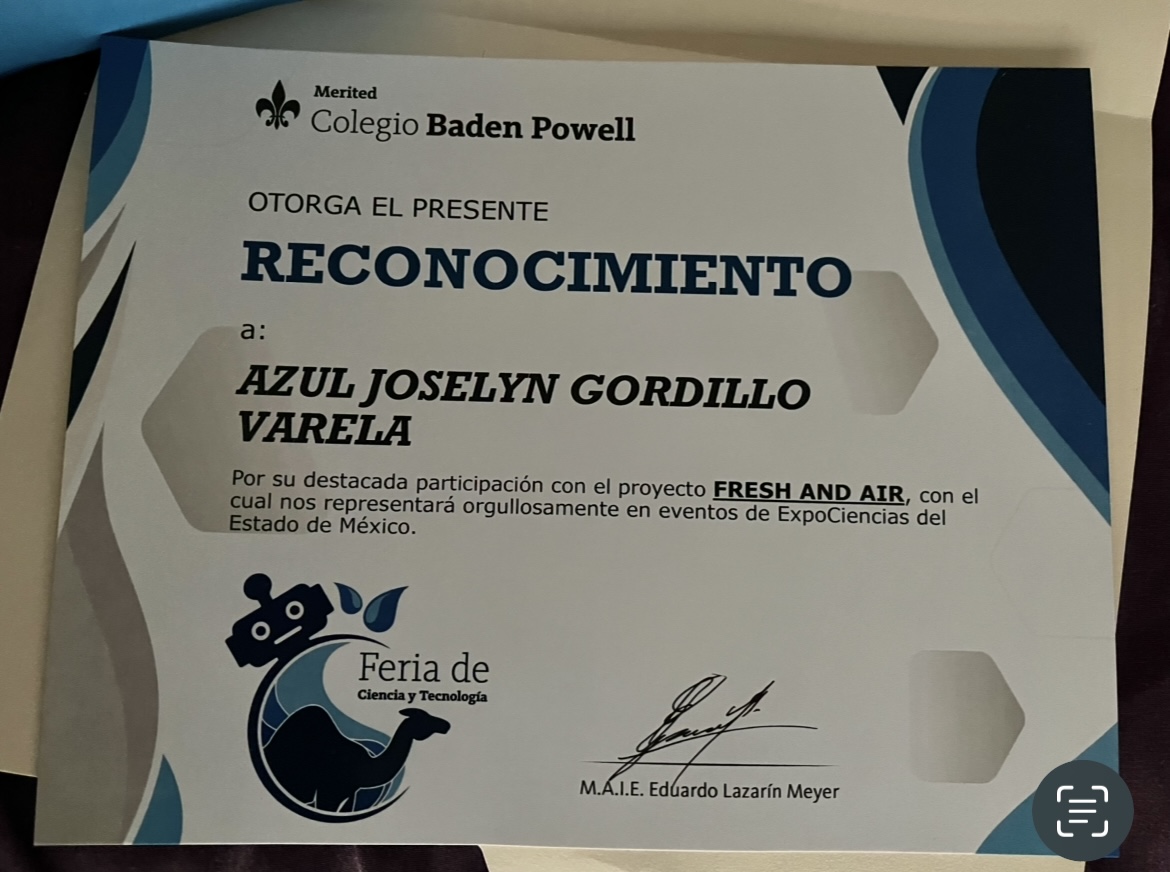 Merited
Colegio Baden Powell
OTORGA EL PRESENTE
RECONOCIMIENTO
a:
AZUL JOSELYN GORDILLO
VARELA
Por su destacada participación con el proyecto FRESH AND AIR, con el
cual nos representará orgullosamente en eventos de ExpoCiencias del
Estado de México.
Feria de
Ciencia y Tecnología
M.A.I.E. Eduardo Lazarín Meyer